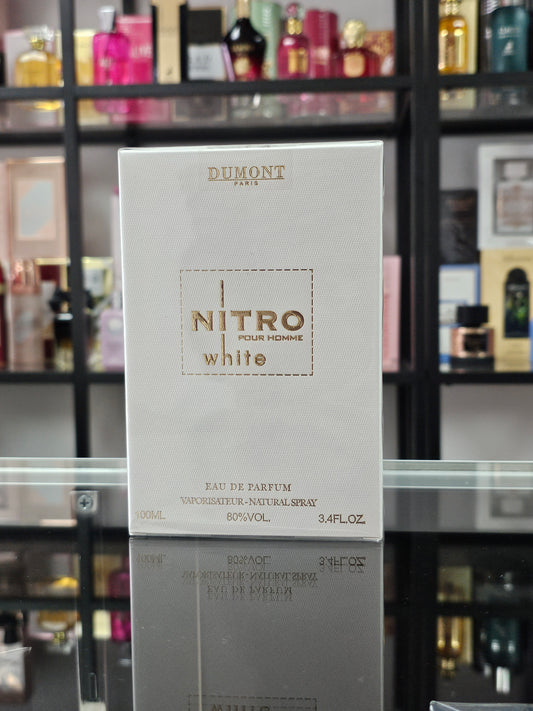 DUMONT
PARIS
NITRO
POUR HOMME
white
EAU DE PARFUM
VAPORISATEUR-NATURAL SPRAY
100ML. 80%VOL. 3.4FL.OZ.